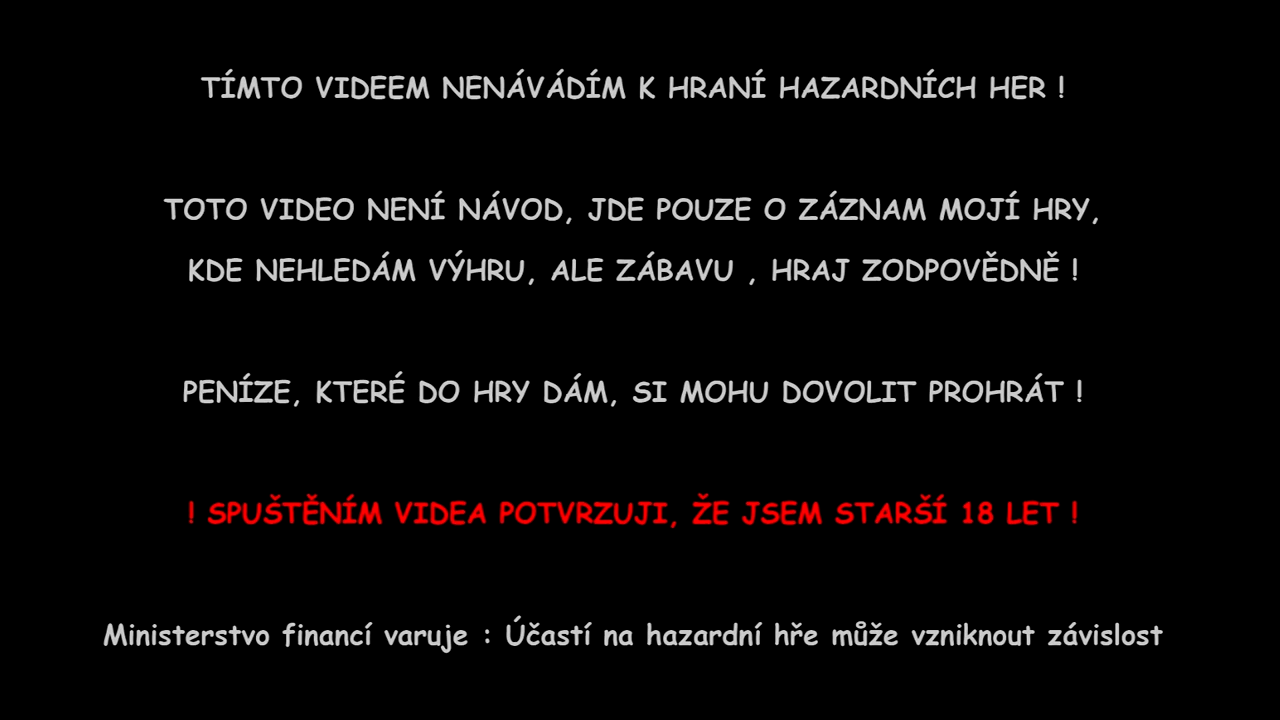 TÍMTO VIDEEM NENÁVÁDÍM K HRANÍ HAZARDNÍCH HER !
TOTO VIDEO NENÍ NÁVOD, JDE POUZE O ZÁZNAM MOJÍ HRY,
KDE NEHLEDÁM VÝHRU, ALE ZÁBAVU , HRAJ ZODPOVĚDNĚ !
PENÍZE, KTERÉ DO HRY DÁM, SI MOHU DOVOLIT PROHRÁT !
! SPUŠTĚNÍM VIDEA POTVRZUJI, ŽE JSEM STARŠÍ 18 LET !
Ministerstvo financí varuje : Účastí na hazardní hře může vzniknout závislost